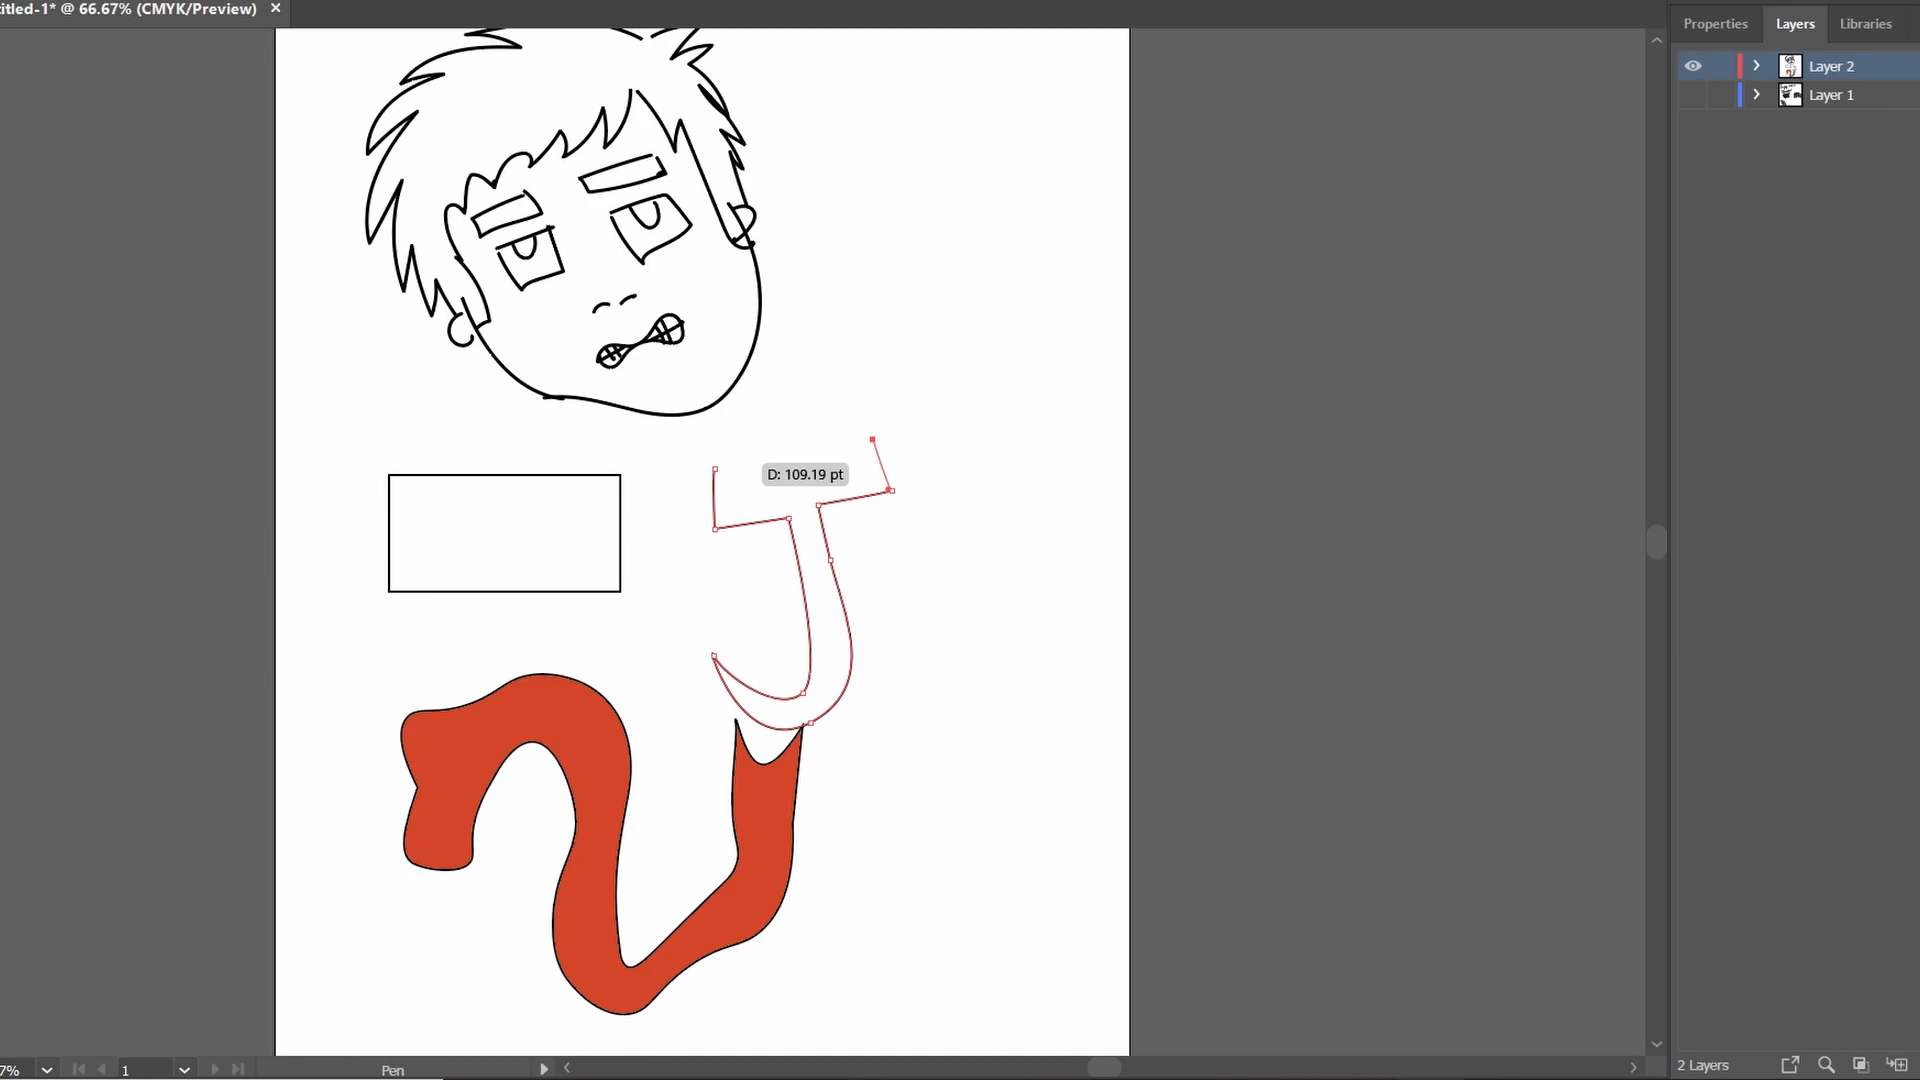 titled-1* @ 66.67% (CMYK/Preview)
Properties Layers Libraries
Layer 2
Layer 1
D: 109.19 pt
7%
1
Pen
2 Layers